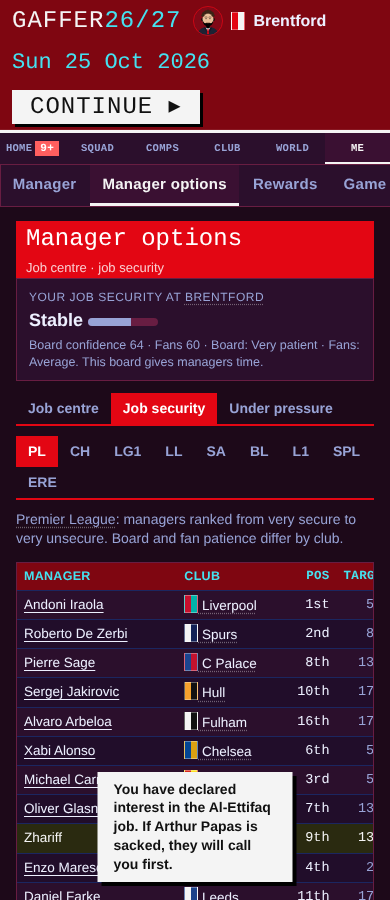 GAFFER26/27 Brentford
Sun 25 Oct 2026
CONTINUE ►
HOME 9+ SQUAD COMPS CLUB WORLD ME
Manager Manager options Rewards Game
Manager options
Job centre · job security
YOUR JOB SECURITY AT BRENTFORD
Stable
Board confidence 64 · Fans 60 · Board: Very patient · Fans:
Average. This board gives managers time.
Job centre Job security Under pressure
PL CH LG1 LL SA BL L1 SPL
ERE
Premier League: managers ranked from very secure to
very unsecure. Board and fan patience differ by club.
MANAGER CLUB POS TARG
Andoni Iraola Liverpool 1st 5
Roberto De Zerbi Spurs 2nd 8
Pierre Sage C Palace 8th 13
Sergej Jakirovic Hull 10th 17
Alvaro Arbeloa Fulham 16th 17
Xabi Alonso Chelsea 6th 5
Michael Car 3rd 5
Oliver Glasn 7th 13
Zhariff 9th 13
Enzo Maresc 4th 2
Daniel Farke Leeds 11th 17
You have declared
interest in the Al-Ettifaq
job. If Arthur Papas is
sacked, they will call
you first.